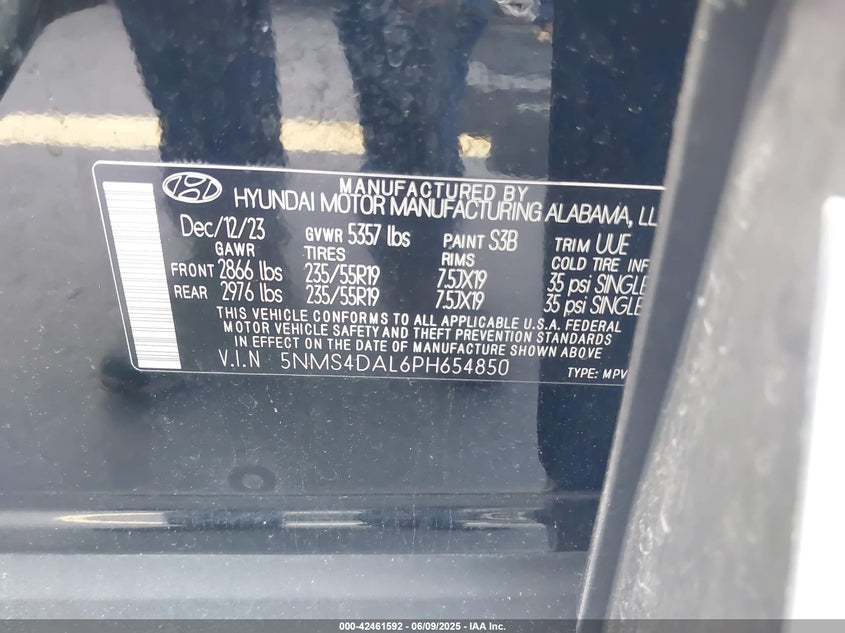 MANUFACTURED BY
HYUNDAI MOTOR MANUFACTURING ALABAMA, LL
Dec/12/23 GVWR 5357 lbs PAINT S3B TRIM UUE
GAWR TIRES RIMS COLD TIRE INF
FRONT 2866 lbs 235/55R19 7.5JX19 35 psi SINGLE
REAR 2976 lbs 235/55R19 7.5JX19 35 psi SINGLE
THIS VEHICLE CONFORMS TO ALL APPLICABLE U.S.A. FEDERAL
MOTOR VEHICLE SAFETY AND THEFT PREVENTION STANDARDS
IN EFFECT ON THE DATE OF MANUFACTURE SHOWN ABOVE
V.I.N 5NMS4DAL6PH654850 TYPE: MPV
000-42461592 - 06/09/2025 - IAA Inc.